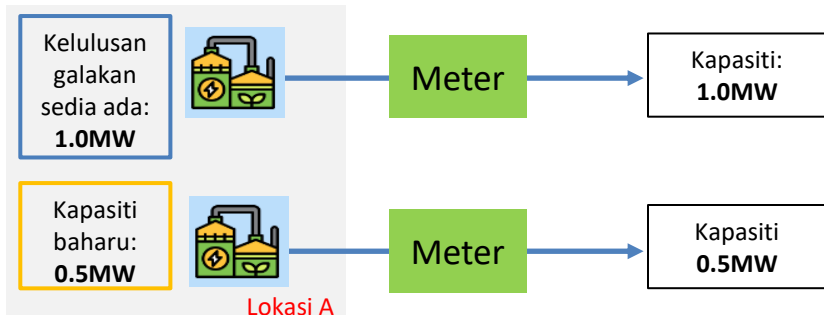 Kelulusan
galakan
sedia ada:
1.0MW
Meter
Kapasiti:
1.0MW
Kapasiti
baharu:
0.5MW
Meter
Kapasiti
0.5MW
Lokasi A